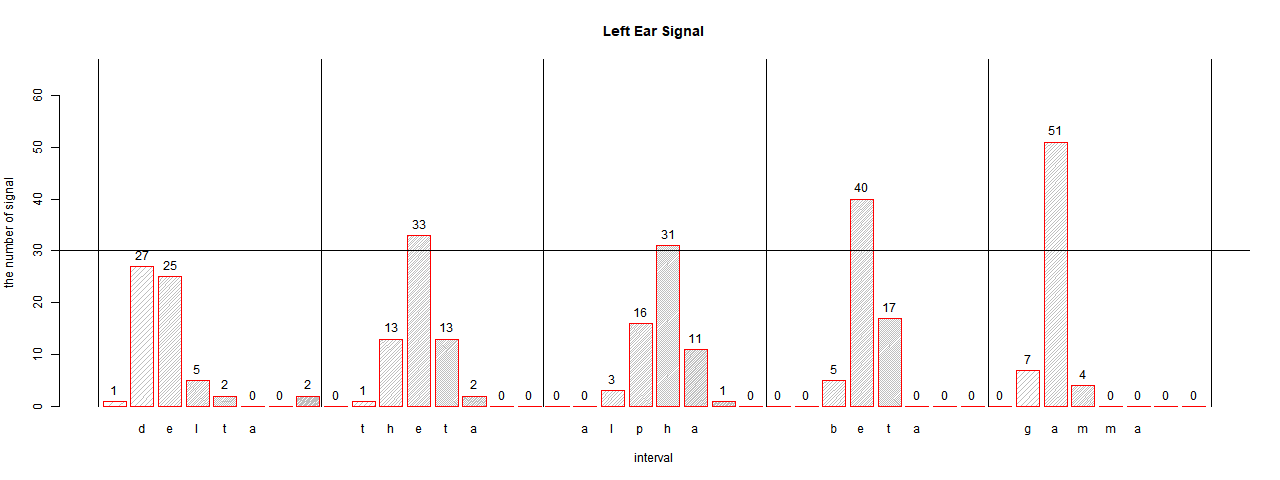 Left Ear Signal
the number of signal
60
50
40
30
20
10
0
1 27 25 5 2 0 0 2
0 1 13 33 13 2 0 0
0 0 3 16 31 11 1 0
0 0 5 40 17 0 0 0
0 7 51 4 0 0 0 0
d e l t a t h e t a a l p h a b e t a g a m m a
interval